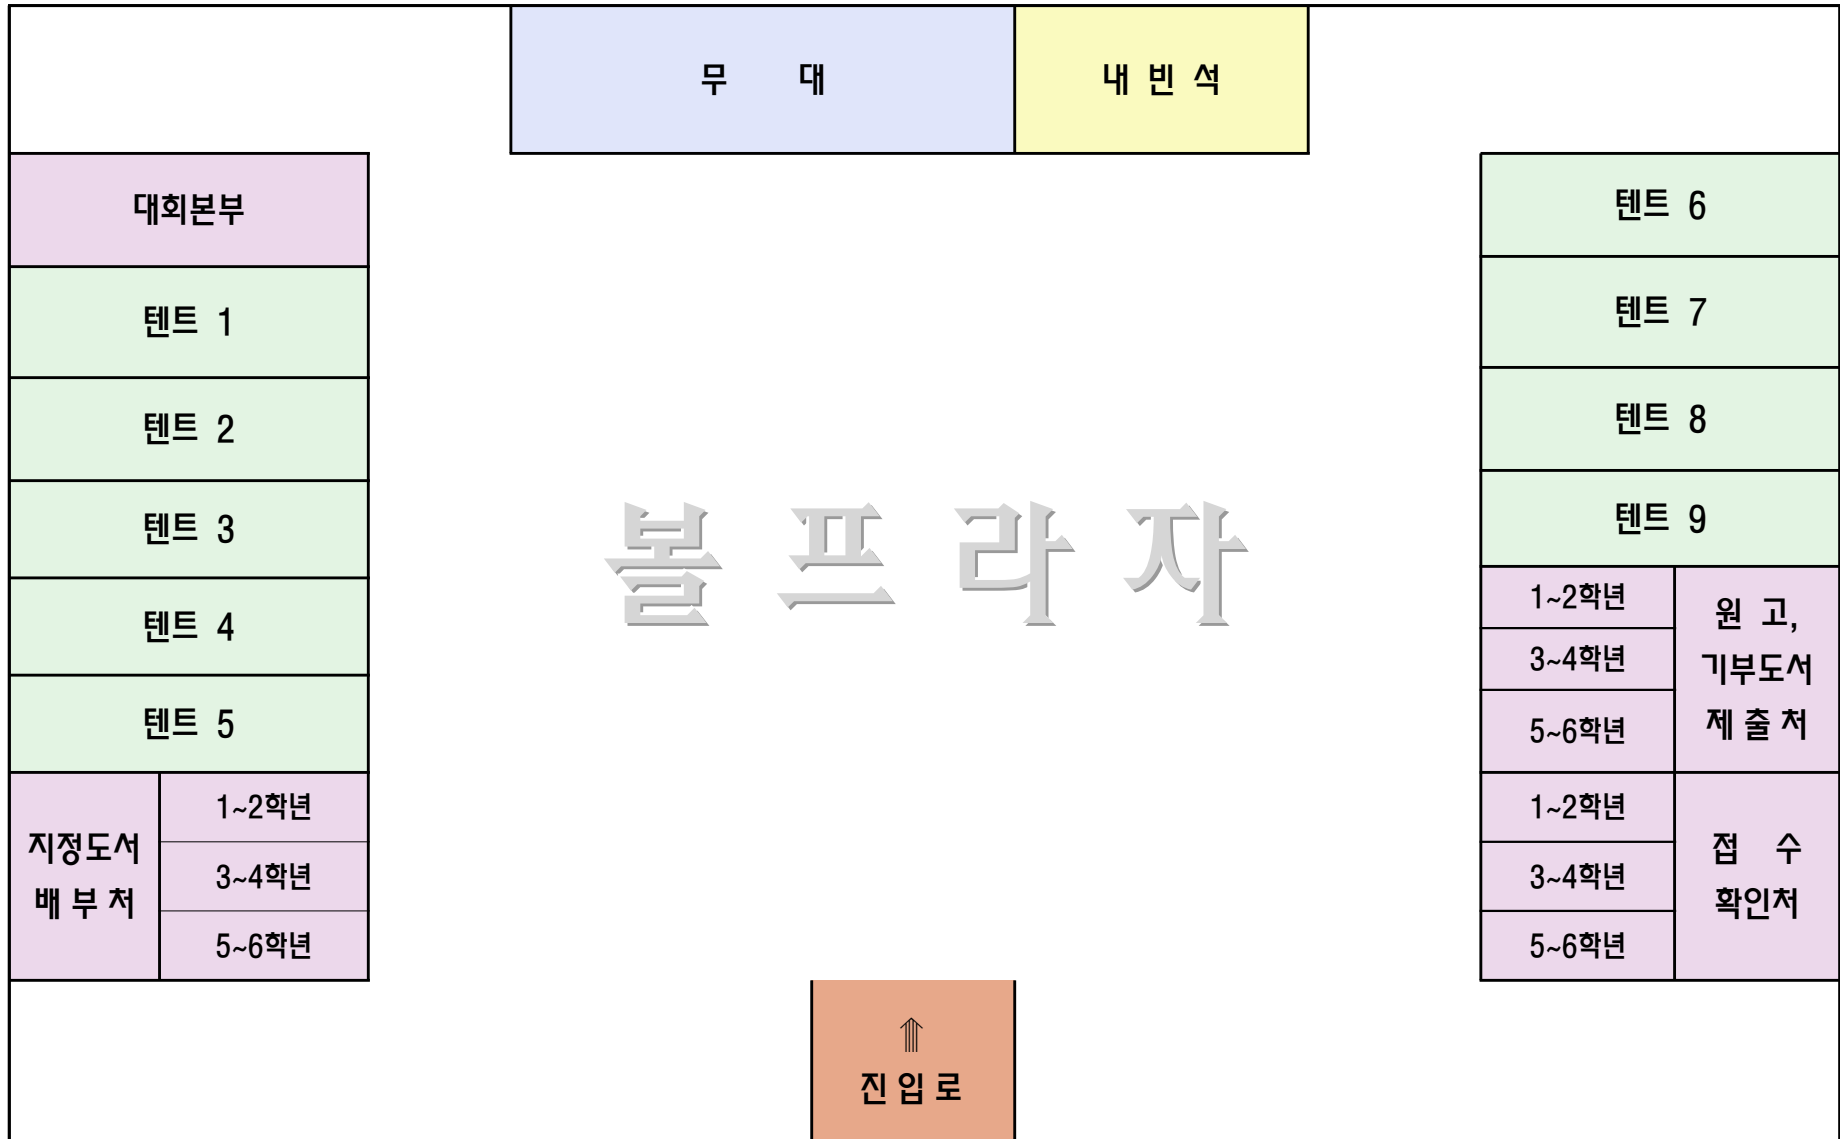 무 대
내 빈 석
대회본부
텐트 1
텐트 2
텐트 3
텐트 4
텐트 5
지정도서
배 부 처
1~2학년
3~4학년
5~6학년
볼 프 라 자
텐트 6
텐트 7
텐트 8
텐트 9
1~2학년
3~4학년
5~6학년
원 고,
기부도서
제 출 처
1~2학년
3~4학년
5~6학년
접 수
확인처
⇑
진 입 로